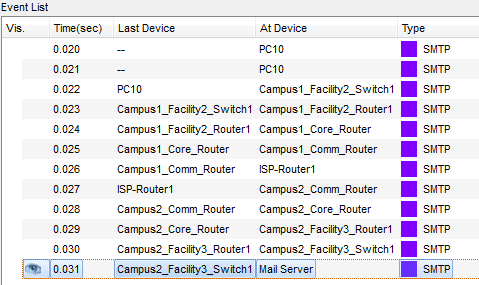 Event List
Vis. Time(sec) Last Device At Device Type
0.020 -- PC10 SMTP
0.021 -- PC10 SMTP
0.022 PC10 Campus1_Facility2_Switch1 SMTP
0.023 Campus1_Facility2_Switch1 Campus1_Facility2_Router1 SMTP
0.024 Campus1_Facility2_Router1 Campus1_Core_Router SMTP
0.025 Campus1_Core_Router Campus1_Comm_Router SMTP
0.026 Campus1_Comm_Router ISP-Router1 SMTP
0.027 ISP-Router1 Campus2_Comm_Router SMTP
0.028 Campus2_Comm_Router Campus2_Core_Router SMTP
0.029 Campus2_Core_Router Campus2_Facility3_Router1 SMTP
0.030 Campus2_Facility3_Router1 Campus2_Facility3_Switch1 SMTP
0.031 Campus2_Facility3_Switch1 Mail Server SMTP